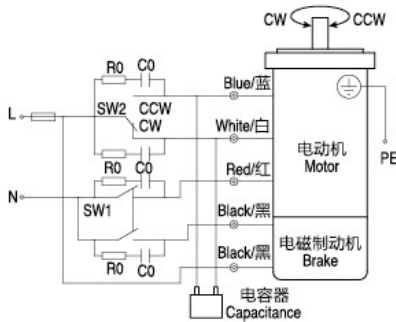 CW CCW
R0 C0
Blue/蓝
L SW2 CCW
CW
White/白
PE
R0 C0
电动机
Motor
Red/红
N SW1
Black/黑
电磁制动机
Brake
Black/黑
R0 C0
电容器
Capacitance